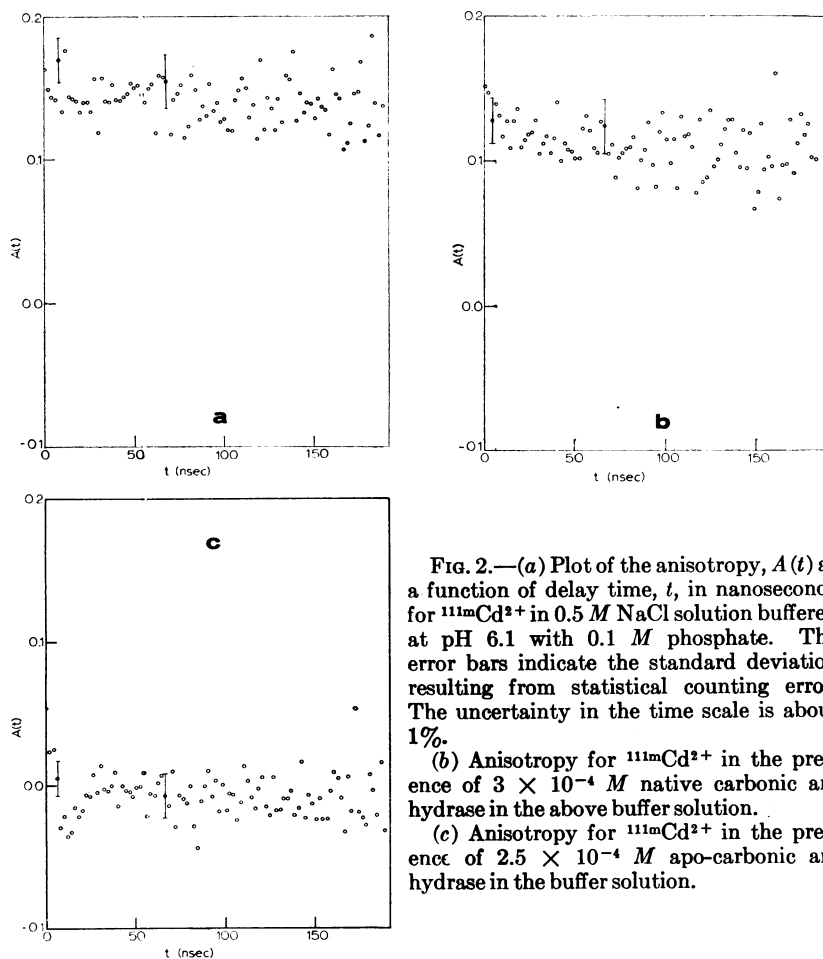 0.2
0.1
0.0
-0.1
A(t)
a
0
50
100
150
t (nsec)
0.2
0.1
0.0
-0.1
A(t)
b
0
50
100
150
t (nsec)
0.2
0.1
0.0
-0.1
A(t)
c
0
50
100
150
t (nsec)
FIG. 2.—(a) Plot of the anisotropy, A(t)
a function of delay time, t, in nanosecond
for ¹¹¹ᵐCd²⁺ in 0.5 M NaCl solution buffere
at pH 6.1 with 0.1 M phosphate. Th
error bars indicate the standard deviatio
resulting from statistical counting erro
The uncertainty in the time scale is abou
1%.
(b) Anisotropy for ¹¹¹ᵐCd²⁺ in the pre
ence of 3 × 10⁻⁴ M native carbonic an
hydrase in the above buffer solution.
(c) Anisotropy for ¹¹¹ᵐCd²⁺ in the pre
ence of 2.5 × 10⁻⁴ M apo-carbonic an
hydrase in the buffer solution.